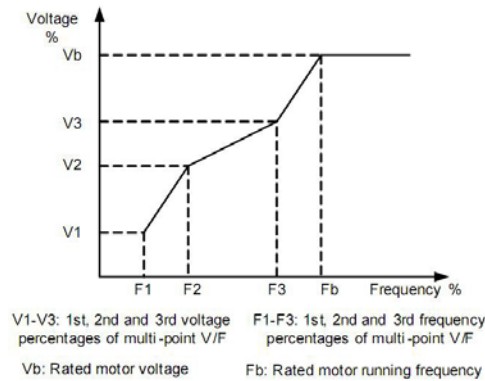 Voltage
%
Vb
V3
V2
V1
F1 F2 F3 Fb Frequency %
V1-V3: 1st, 2nd and 3rd voltage
percentages of multi-point V/F
F1-F3: 1st, 2nd and 3rd frequency
percentages of multi-point V/F
Vb: Rated motor voltage
Fb: Rated motor running frequency